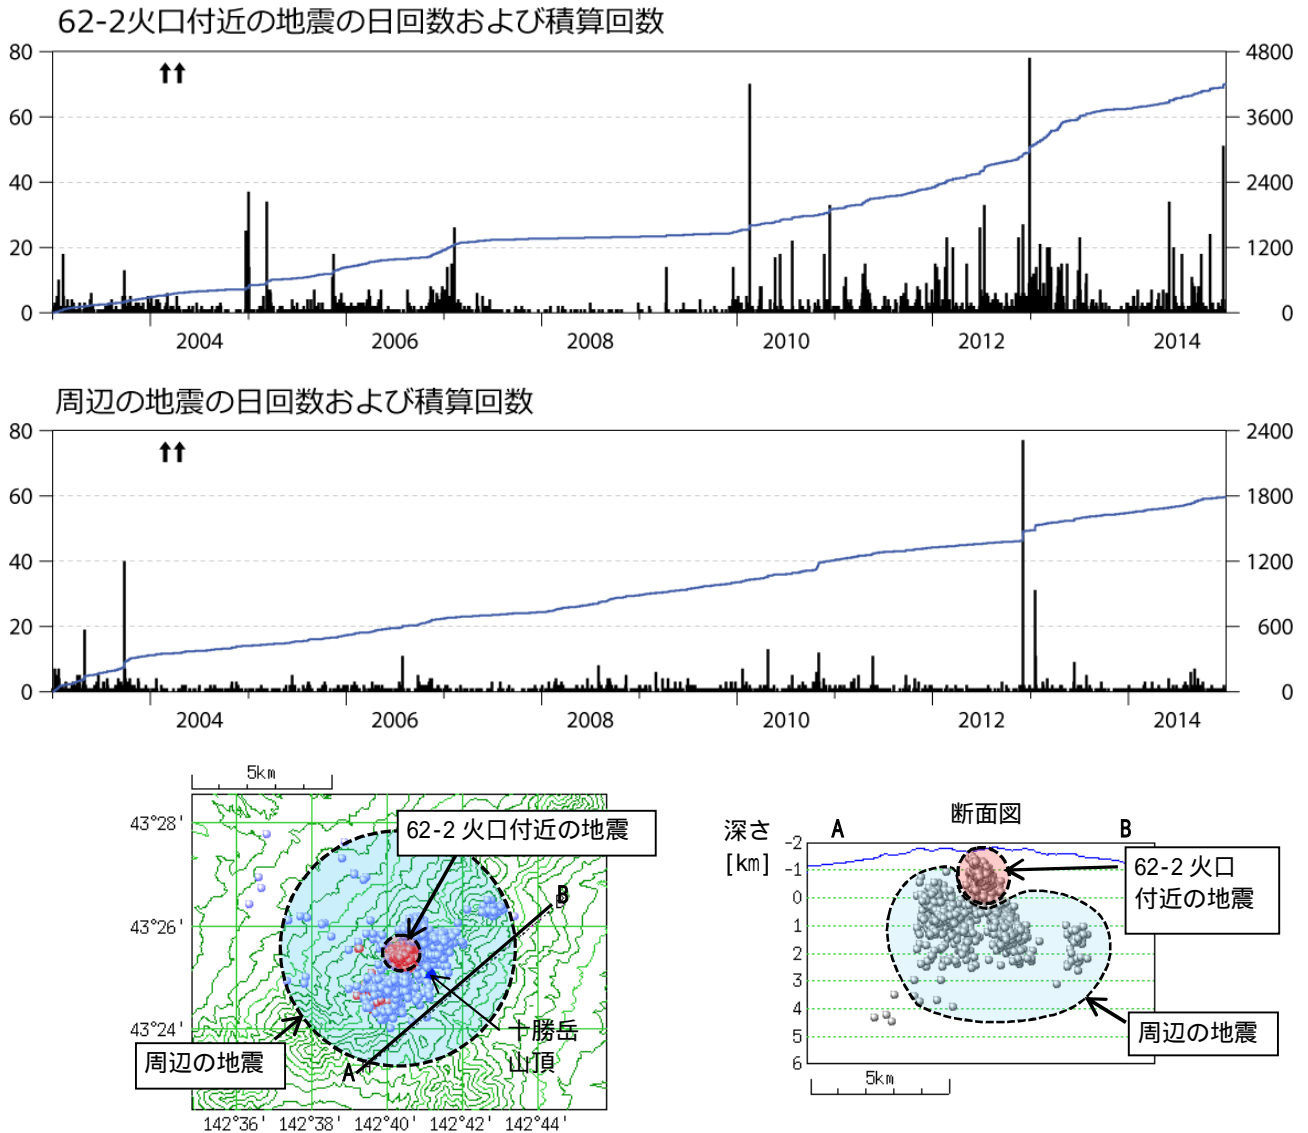 62-2火口付近の地震の日回数および積算回数
80 4800
60 3600
40 2400
20 1200
0 0
2004 2006 2008 2010 2012 2014
周辺の地震の日回数および積算回数
80 2400
60 1800
40 1200
20 600
0 0
2004 2006 2008 2010 2012 2014
5km
43°28'
43°26'
43°24'
62-2 火口付近の地震
B
十勝岳
山頂
周辺の地震
A
142°36' 142°38' 142°40' 142°42' 142°44'
断面図
深さ
[km]
A B
-2
-1
0
1
2
3
4
5
6
62-2 火口
付近の地震
周辺の地震
5km